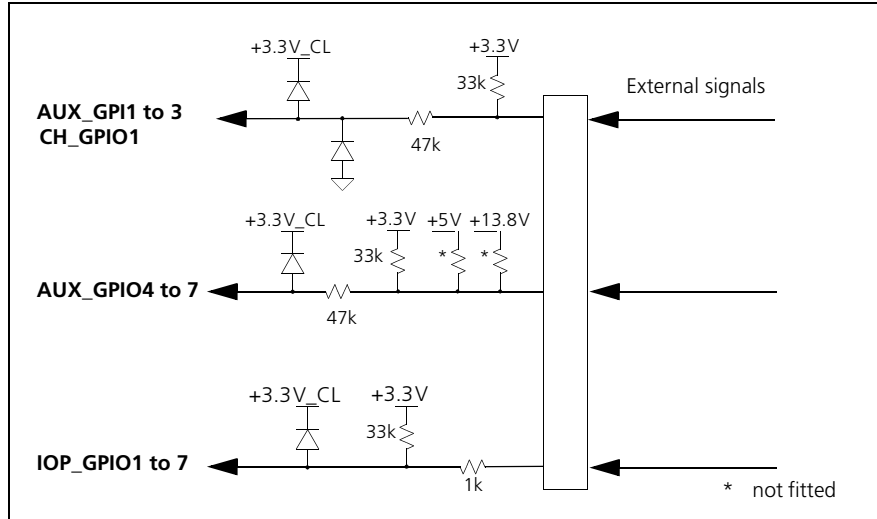 +3.3V_CL
+3.3V
33k
External signals
AUX_GPI1 to 3
CH_GPIO1
47k
+3.3V_CL
+3.3V
+5V
+13.8V
33k
*
*
AUX_GPIO4 to 7
47k
+3.3V_CL
+3.3V
33k
IOP_GPIO1 to 7
1k
* not fitted